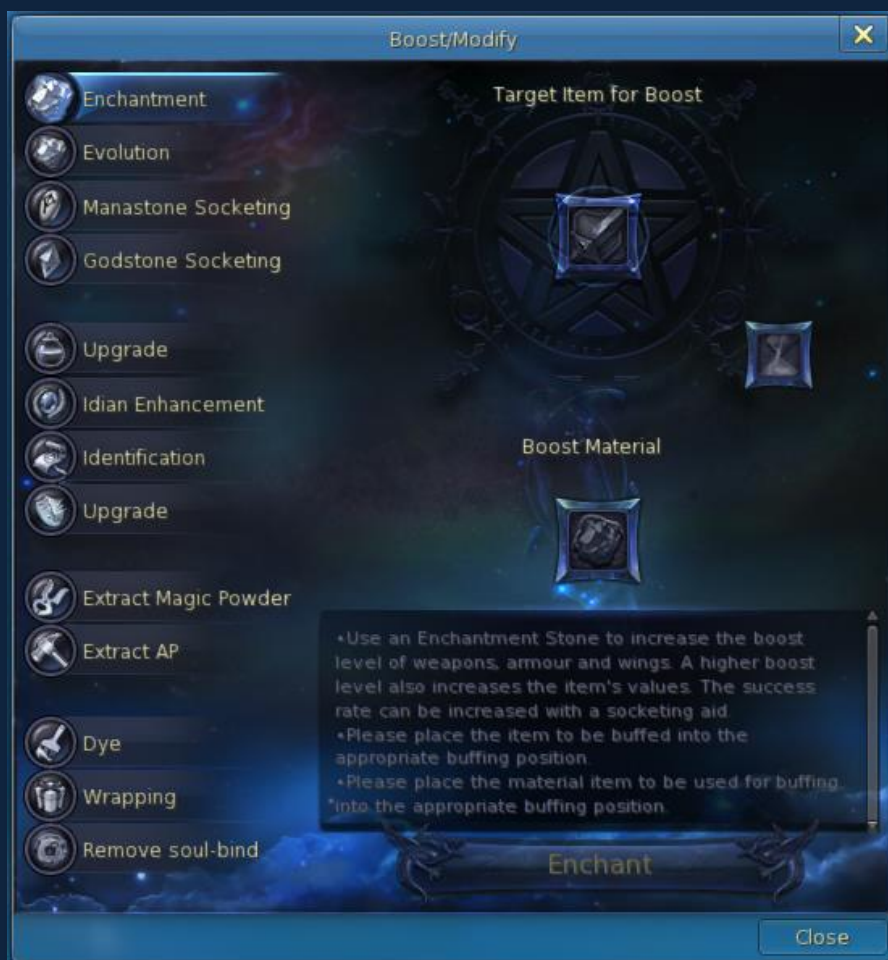 Boost/Modify
Enchantment
Evolution
Manastone Socketing
Godstone Socketing
Upgrade
Idian Enhancement
Identification
Upgrade
Extract Magic Powder
Extract AP
Dye
Wrapping
Remove soul-bind
Target Item for Boost
Boost Material
•Use an Enchantment Stone to increase the boost
level of weapons, armour and wings. A higher boost
level also increases the item's values. The success
rate can be increased with a socketing aid.
•Please place the item to be buffed into the
appropriate buffing position.
•Please place the material item to be used for buffing
into the appropriate buffing position.
Enchant
Close